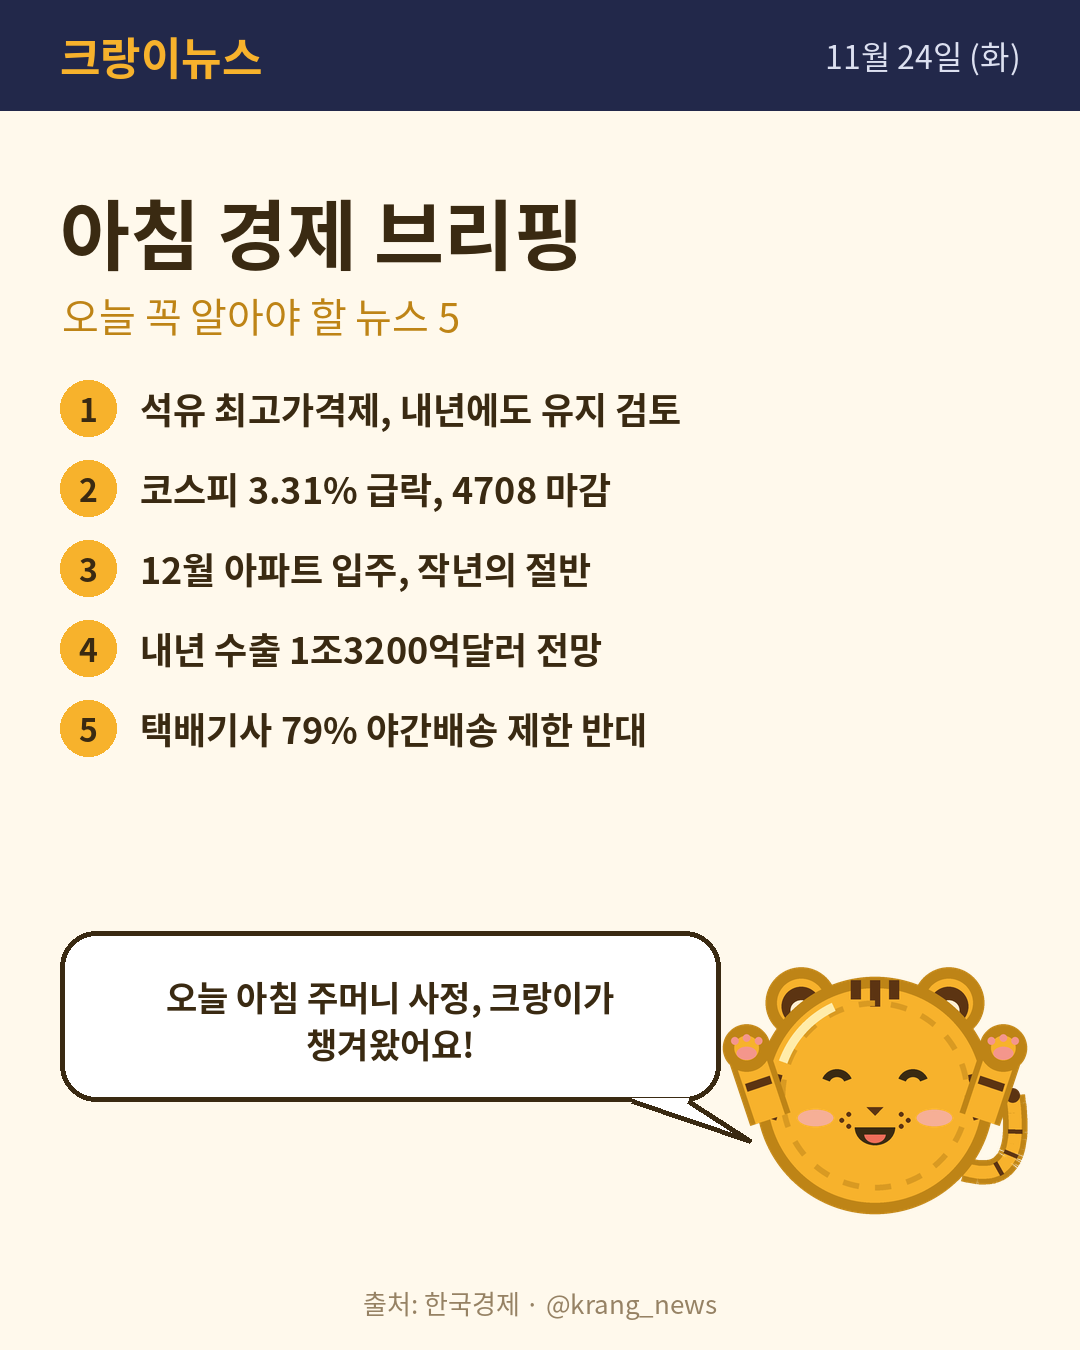 크랑이뉴스
11월 24일 (화)
아침 경제 브리핑
오늘 꼭 알아야 할 뉴스 5
1 석유 최고가격제, 내년에도 유지 검토
2 코스피 3.31% 급락, 4708 마감
3 12월 아파트 입주, 작년의 절반
4 내년 수출 1조3200억달러 전망
5 택배기사 79% 야간배송 제한 반대
오늘 아침 주머니 사정, 크랑이가
챙겨왔어요!
출처: 한국경제 · @krang_news